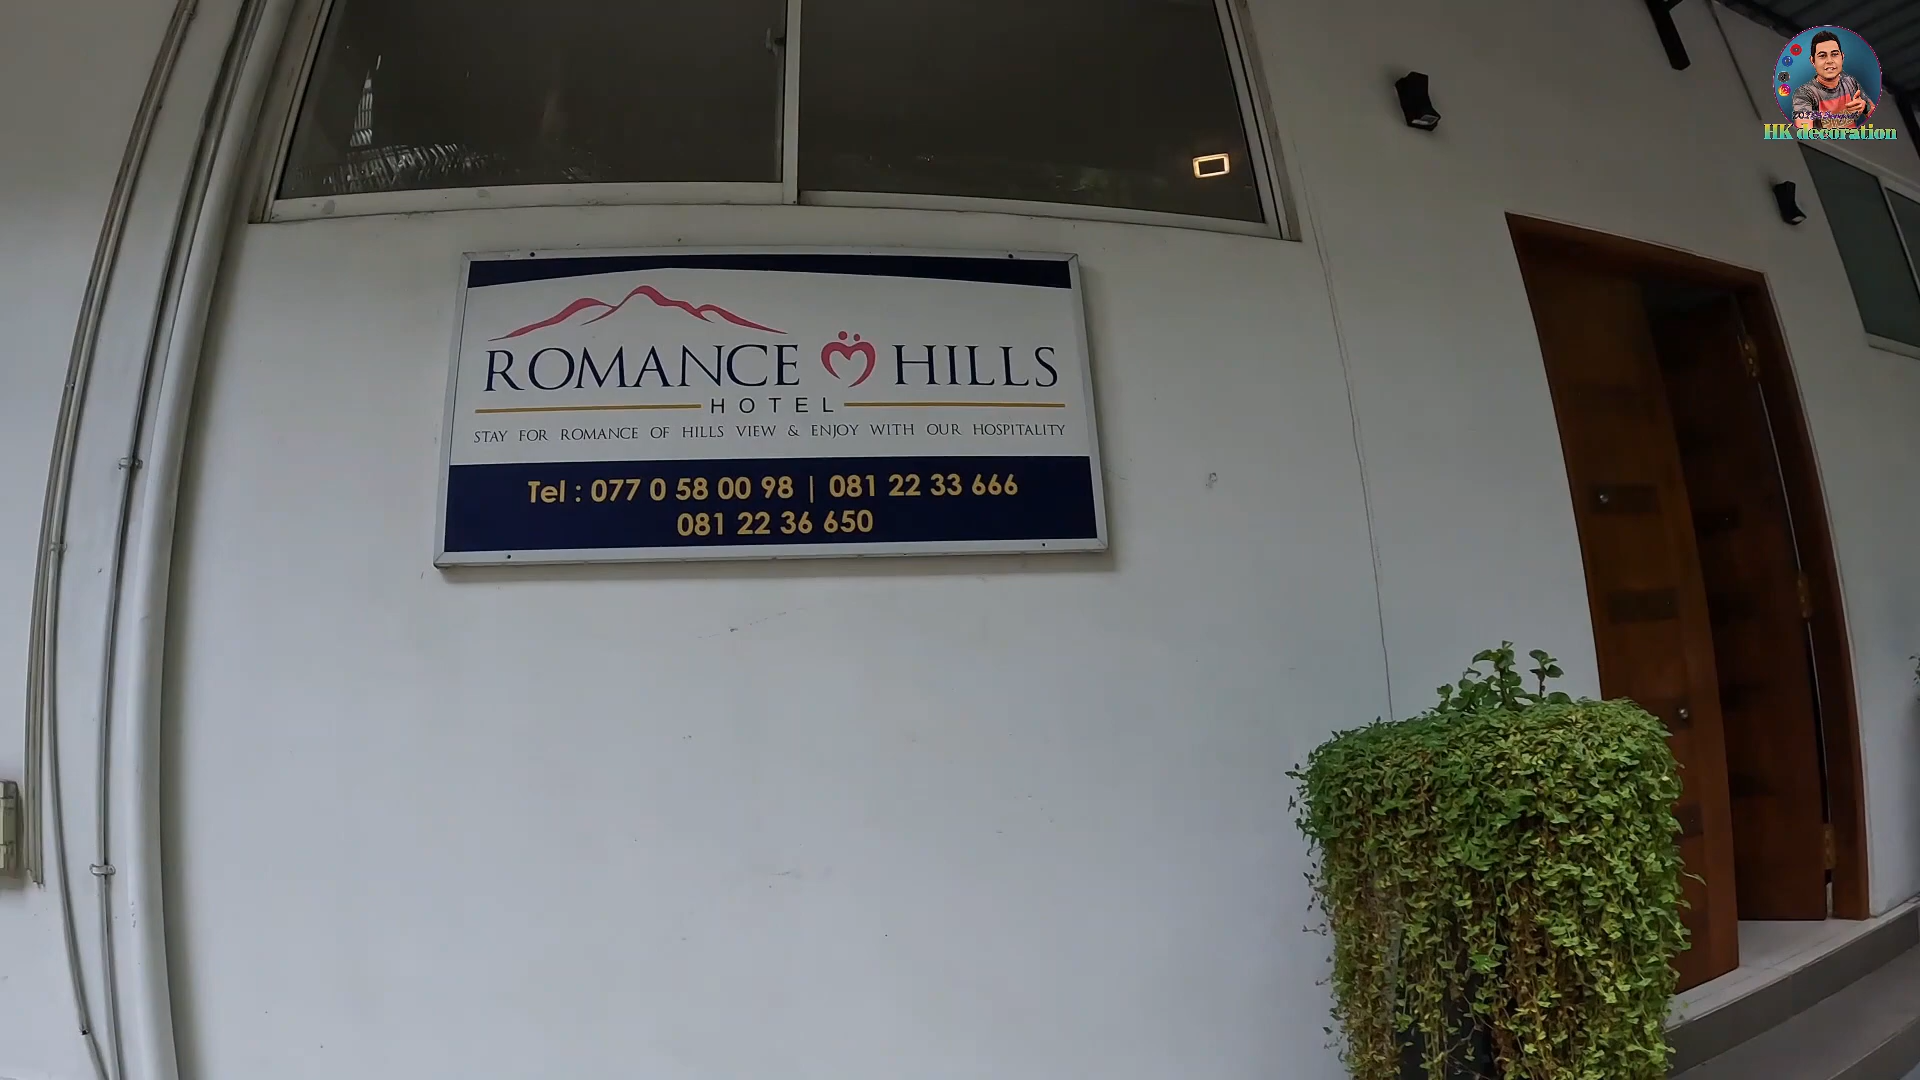 HK decoration
ROMANCE HILLS
HOTEL
STAY FOR ROMANCE OF HILLS VIEW & ENJOY WITH OUR HOSPITALITY
Tel : 077 0 58 00 98 | 081 22 33 666
081 22 36 650